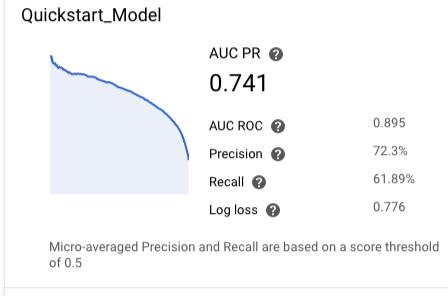 Quickstart_Model
AUC PR ?
0.741
AUC ROC ? 0.895
Precision ? 72.3%
Recall ? 61.89%
Log loss ? 0.776
Micro-averaged Precision and Recall are based on a score threshold
of 0.5